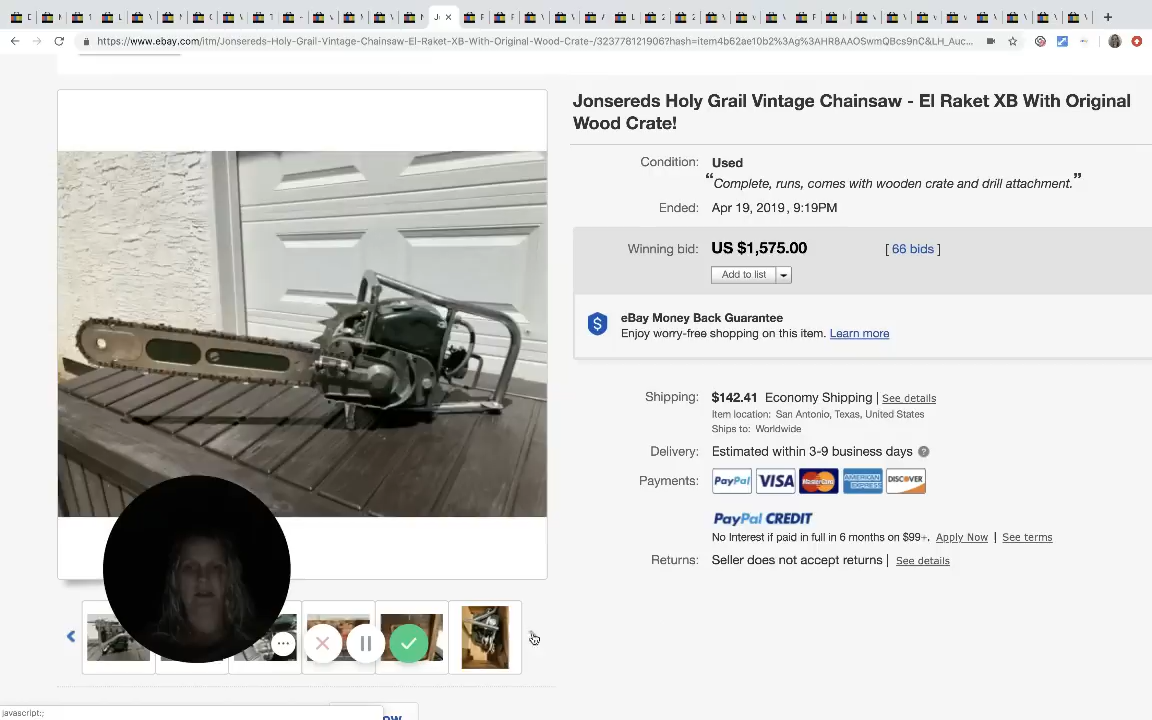 https://www.ebay.com/itm/Jonsereds-Holy-Grail-Vintage-Chainsaw-El-Raket-XB-With-Original-Wood-Crate-/323778121906?hash=item4b62ae10b2%3Ag%3AHR8AAOSwmQBcs9nC&LH_Auc...
Jonsereds Holy Grail Vintage Chainsaw - El Raket XB With Original
Wood Crate!
Condition: Used
“Complete, runs, comes with wooden crate and drill attachment.”
Ended: Apr 19, 2019 , 9:19PM
Winning bid: US $1,575.00 [ 66 bids ]
Add to list
eBay Money Back Guarantee
Enjoy worry-free shopping on this item. Learn more
Shipping: $142.41 Economy Shipping | See details
Item location: San Antonio, Texas, United States
Ships to: Worldwide
Delivery: Estimated within 3-9 business days ?
Payments: PayPal VISA MasterCard AMERICAN EXPRESS DISCOVER
PayPal CREDIT
No Interest if paid in full in 6 months on $99+. Apply Now | See terms
Returns: Seller does not accept returns | See details
javascript:;